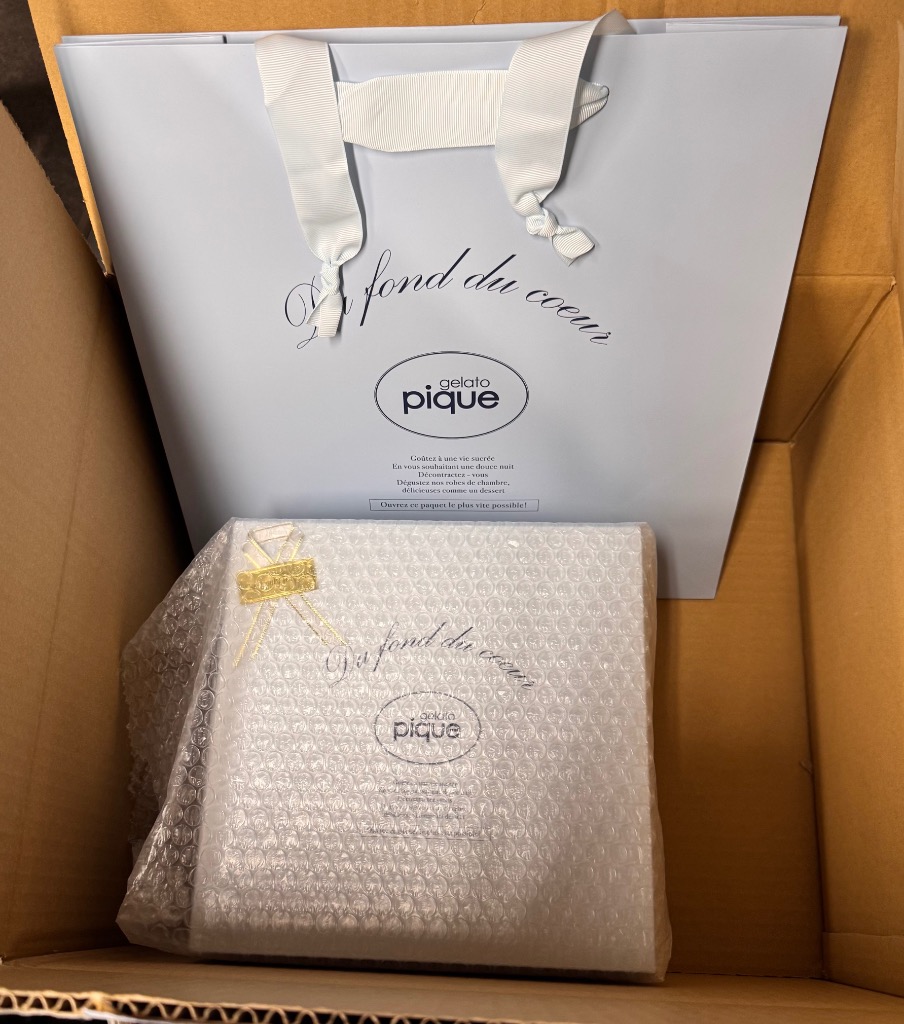 Du fond du coeur
gelato
pique
Goûtez à une vie sucrée
En vous souhaitant une douce nuit
Décontractez - vous
Dégustez nos robes de chambre,
délicieuses comme un dessert
Ouvrez ce paquet le plus vite possible!
Du fond du coeur
gelato
pique